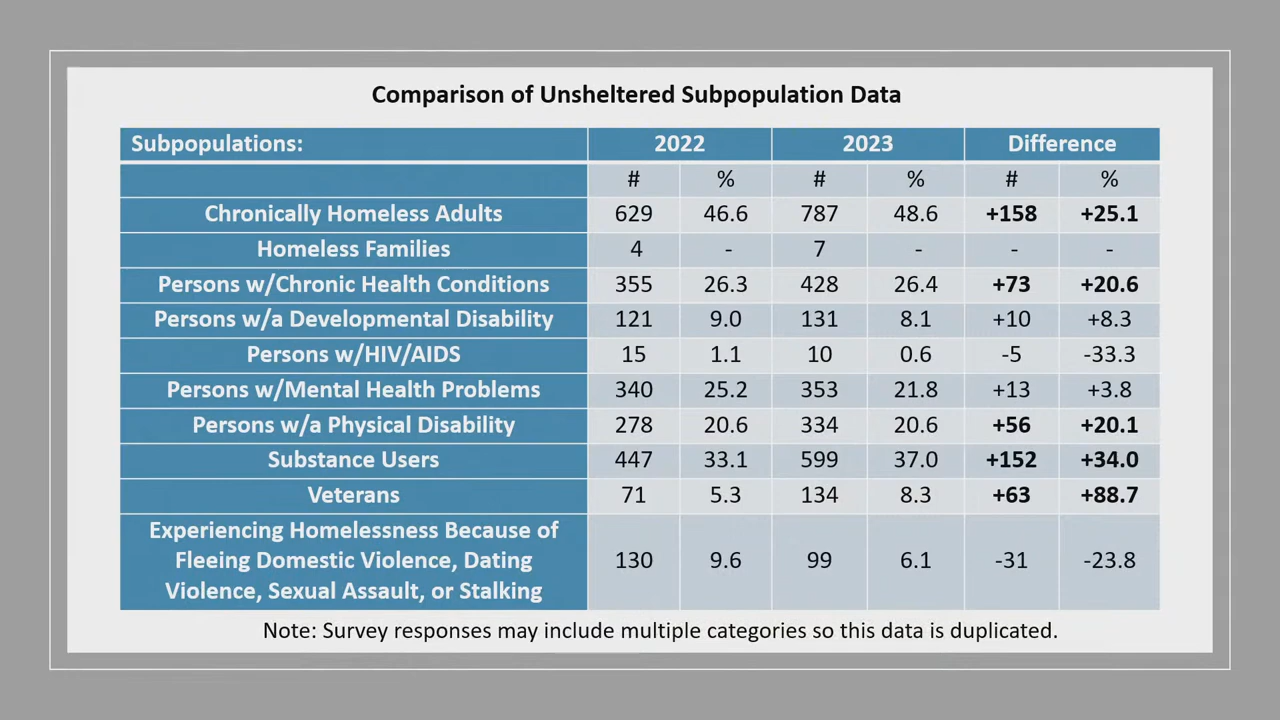 Comparison of Unsheltered Subpopulation Data
Subpopulations: 2022 2023 Difference
# % # % # %
Chronically Homeless Adults 629 46.6 787 48.6 +158 +25.1
Homeless Families 4 - 7 - - -
Persons w/Chronic Health Conditions 355 26.3 428 26.4 +73 +20.6
Persons w/a Developmental Disability 121 9.0 131 8.1 +10 +8.3
Persons w/HIV/AIDS 15 1.1 10 0.6 -5 -33.3
Persons w/Mental Health Problems 340 25.2 353 21.8 +13 +3.8
Persons w/a Physical Disability 278 20.6 334 20.6 +56 +20.1
Substance Users 447 33.1 599 37.0 +152 +34.0
Veterans 71 5.3 134 8.3 +63 +88.7
Experiencing Homelessness Because of
Fleeing Domestic Violence, Dating
Violence, Sexual Assault, or Stalking
130 9.6 99 6.1 -31 -23.8
Note: Survey responses may include multiple categories so this data is duplicated.